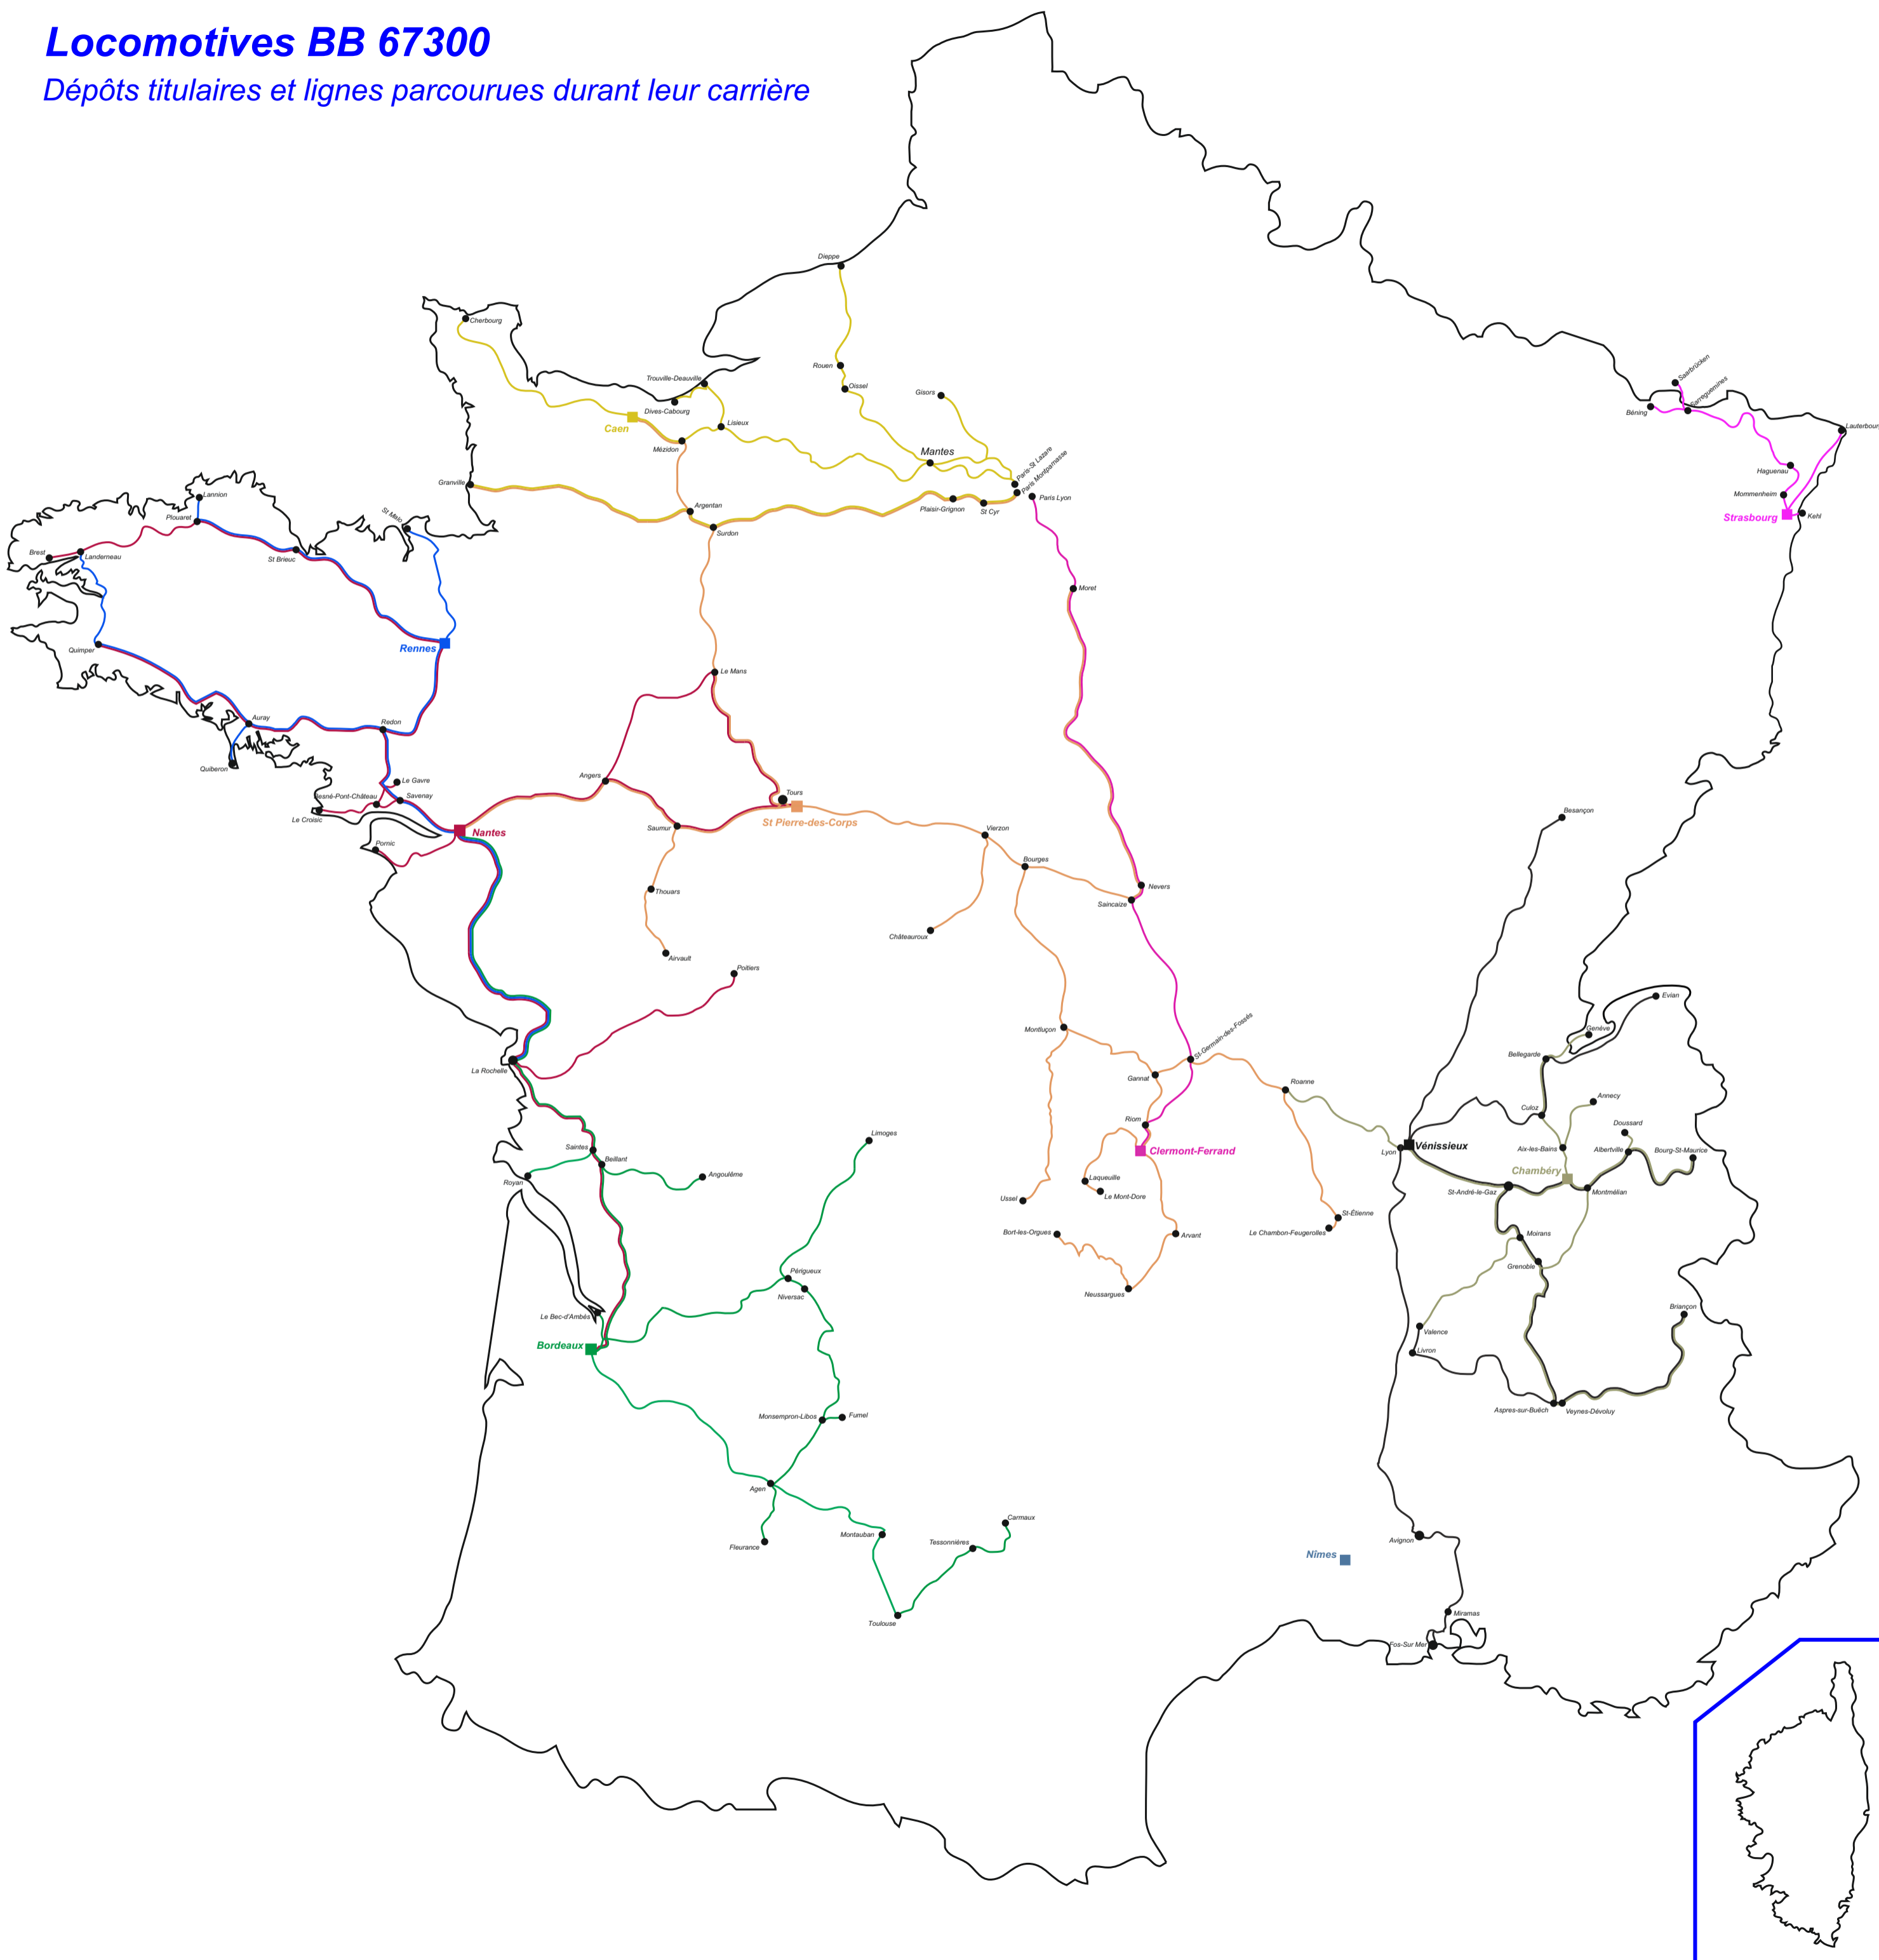 Locomotives BB 67300
Dépôts titulaires et lignes parcourues durant leur carrière
Dieppe
Cherbourg
Rouen
Oissel
Gisors
Trouville-Deauville
Dives-Cabourg
Lisieux
Caen
Mézidon
Mantes
Paris-St Lazare
Paris Montparnasse
Paris Lyon
Granville
Argentan
Surdon
Plaisir-Grignon
St Cyr
Saarbrücken
Sarreguemines
Béning
Lauterbourg
Haguenau
Mommenheim
Strasbourg
Kehl
Lannion
Plouaret
St Malo
Brest
Landerneau
St Brieuc
Quimper
Rennes
Moret
Le Mans
Auray
Redon
Quiberon
Le Gavre
Savenay
Le Croisic
Angers
Tours
St Pierre-des-Corps
Nantes
Pornic
Saumur
Thouars
Airvault
Vierzon
Bourges
Nevers
Saincaize
Châteauroux
Besançon
Poitiers
Evian
Genève
Bellegarde
Montluçon
St-Germain-des-Fossés
La Rochelle
Gannat
Roanne
Culoz
Annecy
Riom
Doussard
Limoges
Clermont-Ferrand
Vénissieux
Lyon
Aix-les-Bains
Albertville
Bourg-St-Maurice
Chambéry
Saintes
Beillant
Royan
Angoulême
Laqueuille
Le Mont-Dore
Ussel
St-André-le-Gaz
Montmélian
Bort-les-Orgues
Arvant
St-Étienne
Le Chambon-Feugerolles
Moirans
Grenoble
Périgueux
Niversac
Neussargues
Le Bec-d'Ambés
Briançon
Bordeaux
Valence
Livron
Aspres-sur-Buëch
Veynes-Dévoluy
Monsempron-Libos
Fumel
Agen
Fleurance
Montauban
Tessonnières
Carmaux
Avignon
Nîmes
Toulouse
Miramas
Fos-Sur Mer